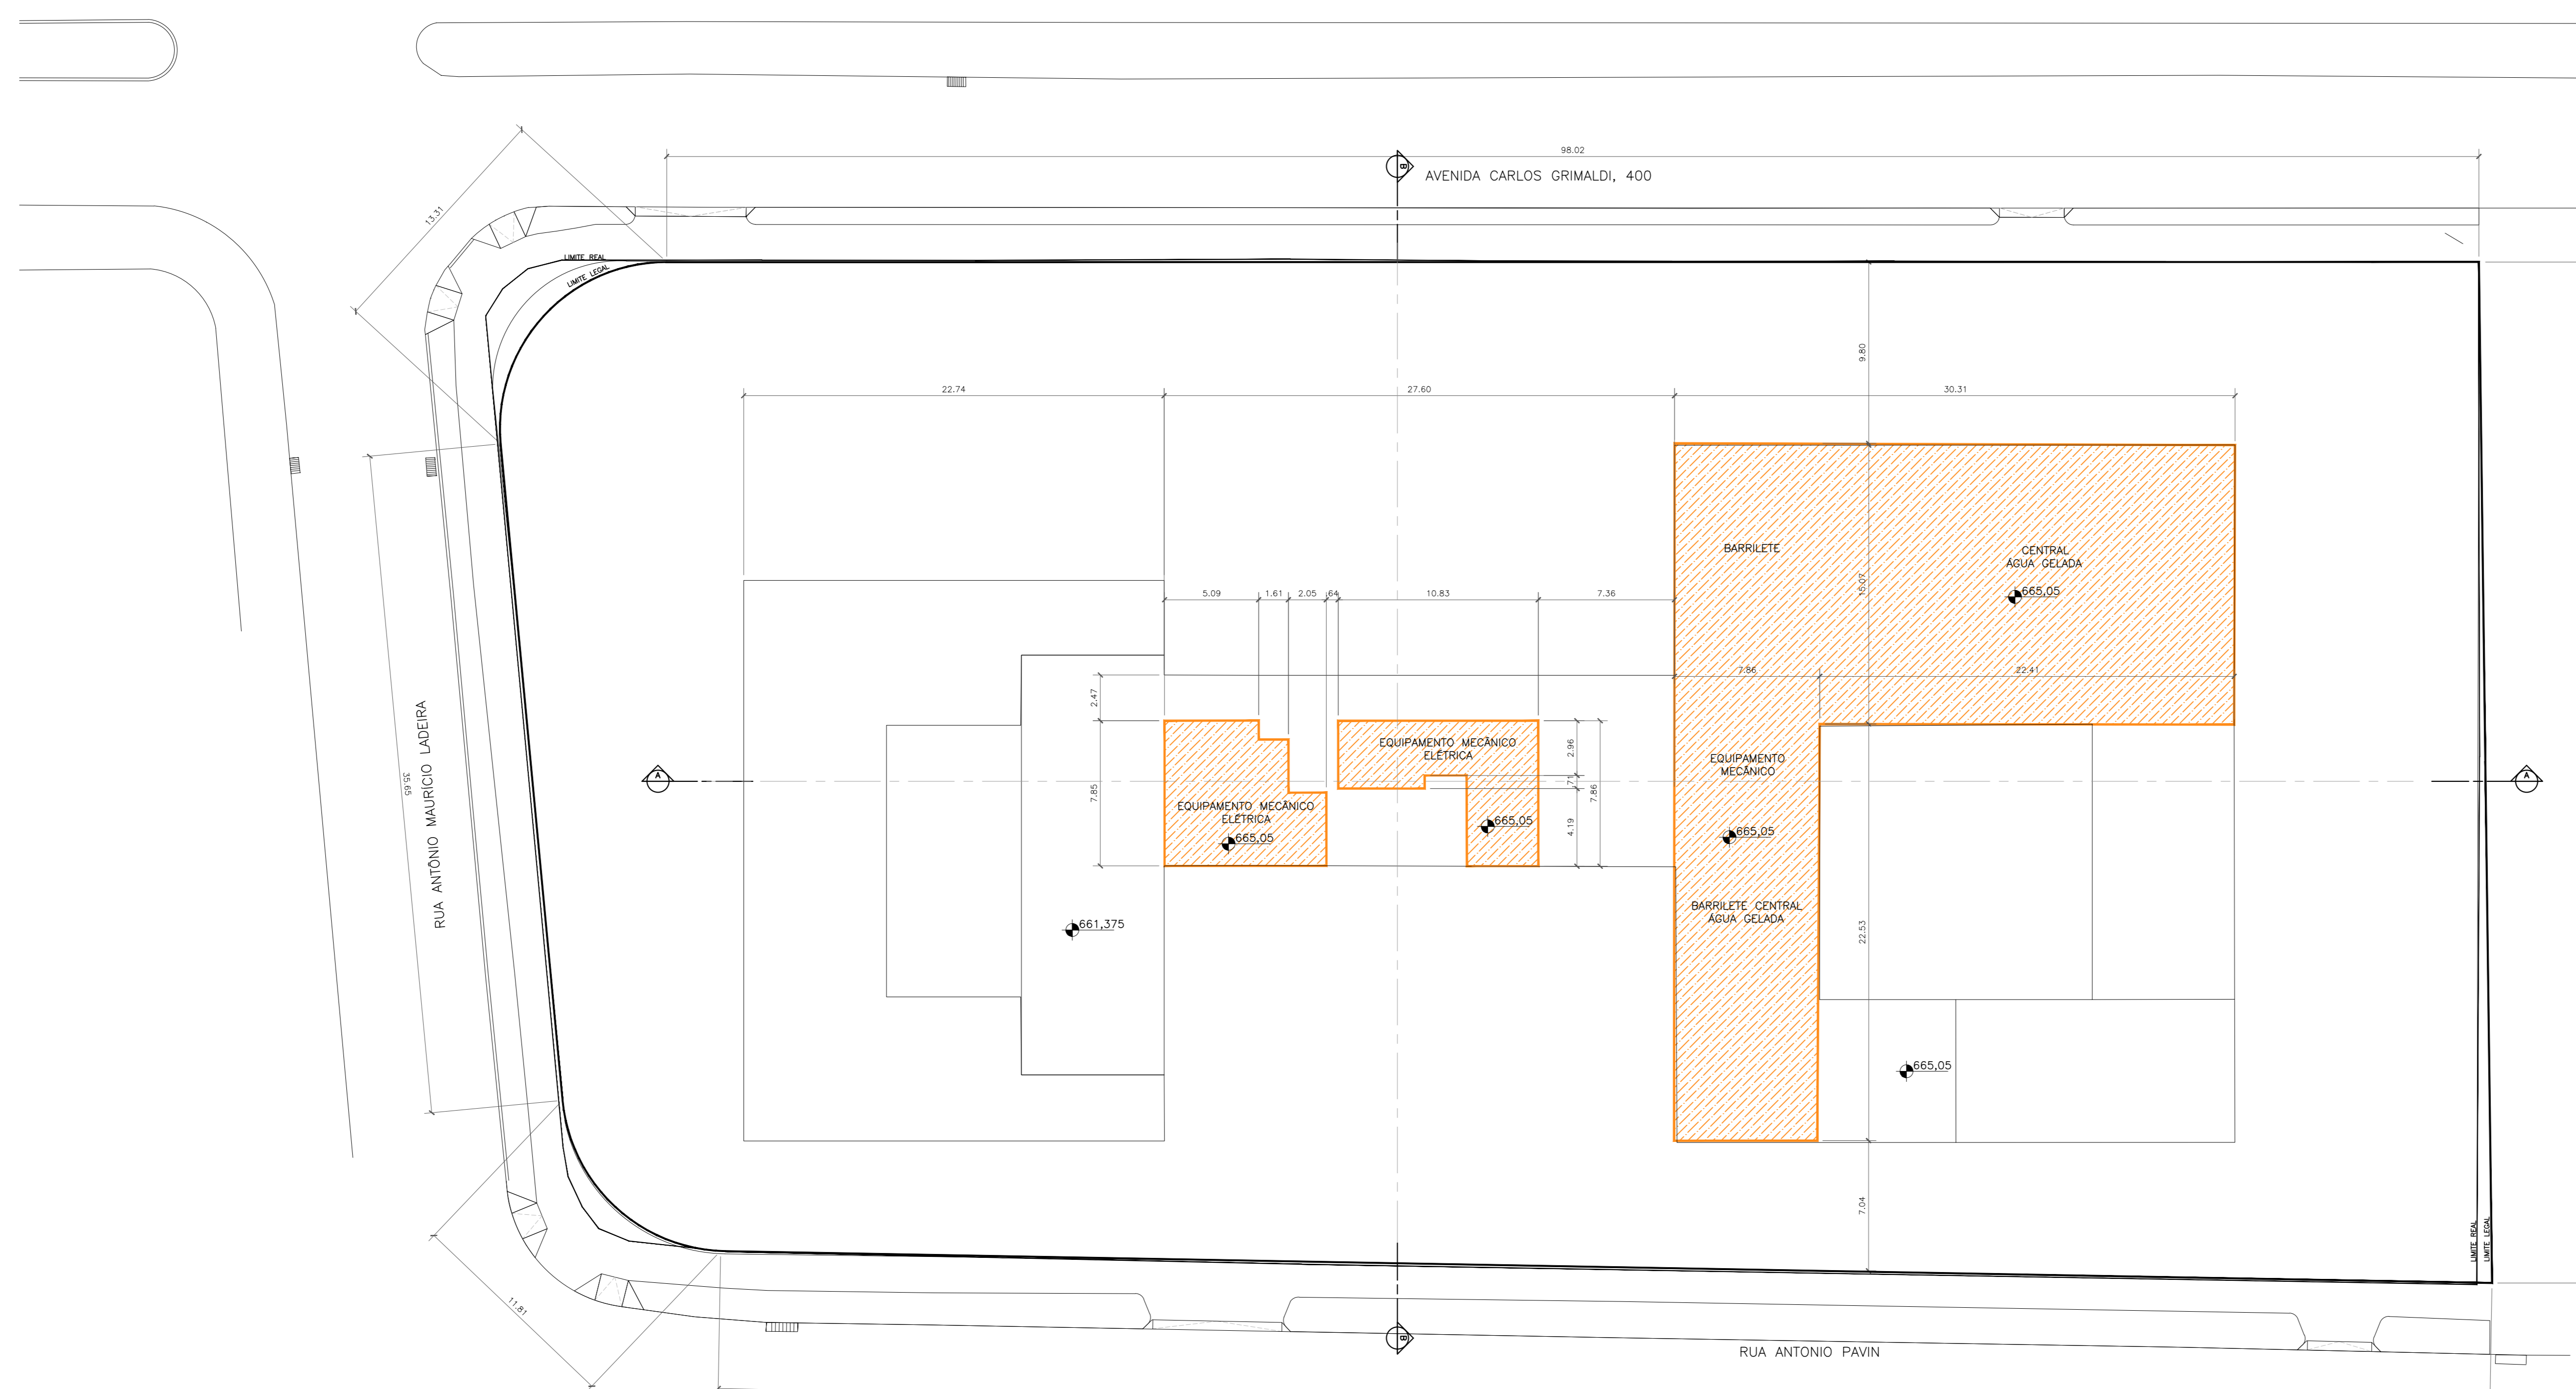 98.02
B
AVENIDA CARLOS GRIMALDI, 400
13.31
LIMITE REAL
LIMITE LEGAL
9.80
22.74
27.60
30.31
BARRILETE
CENTRAL
ÁGUA GELADA
665,05
15.07
5.09
1.61
2.05
.64
10.83
7.36
7.86
22.41
2.47
7.85
EQUIPAMENTO MECÂNICO
ELÉTRICA
665,05
EQUIPAMENTO MECÂNICO
ELÉTRICA
665,05
2.96
.71
4.19
7.86
EQUIPAMENTO
MECÂNICO
665,05
A
A
RUA ANTÔNIO MAURÍCIO LADEIRA
35.65
661,375
BARRILETE CENTRAL
ÁGUA GELADA
22.53
665,05
7.04
LIMITE REAL
LIMITE LEGAL
11.81
B
RUA ANTONIO PAVIN